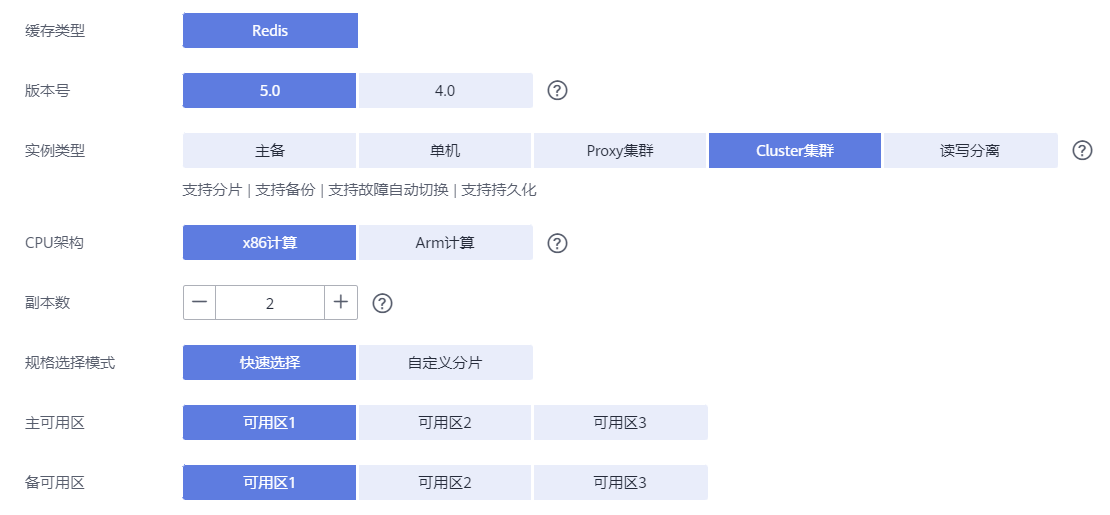 缓存类型 Redis
版本号 5.0 4.0 ?
实例类型 主备 单机 Proxy集群 Cluster集群 读写分离 ?
支持分片 | 支持备份 | 支持故障自动切换 | 支持持久化
CPU架构 x86计算 Arm计算 ?
副本数 — 2 + ?
规格选择模式 快速选择 自定义分片
主可用区 可用区1 可用区2 可用区3
备可用区 可用区1 可用区2 可用区3